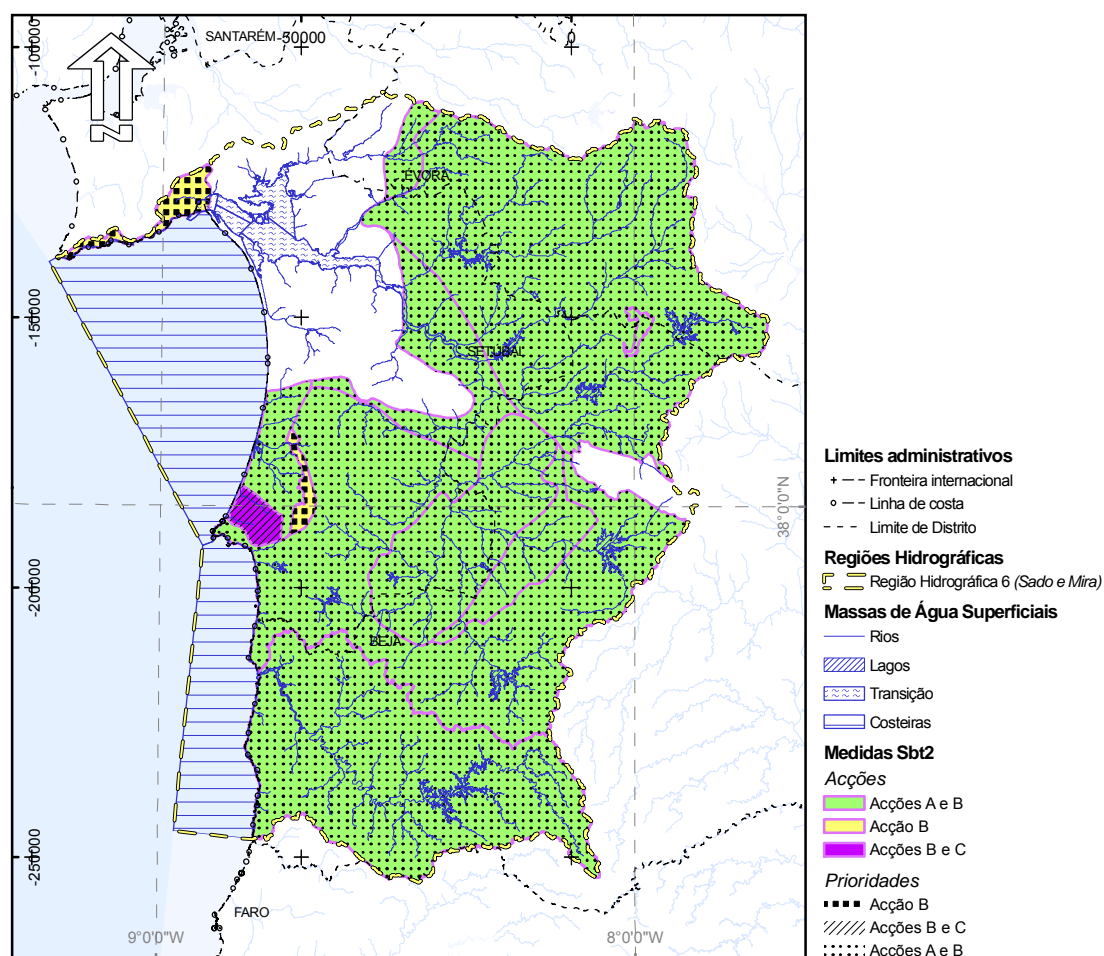 SANTARÉM
-50000
0
-100000
N
ÉVORA
-150000
SETÚBAL
38°0'0"N
-200000
BEJA
-250000
FARO
9°0'0"W
8°0'0"W
Limites administrativos
Fronteira internacional
Linha de costa
Limite de Distrito
Regiões Hidrográficas
Região Hidrográfica 6 (Sado e Mira)
Massas de Água Superficiais
Rios
Lagos
Transição
Costeiras
Medidas Sbt2
Acções
Acções A e B
Acção B
Acções B e C
Prioridades
Acção B
Acções B e C
Acções A e B